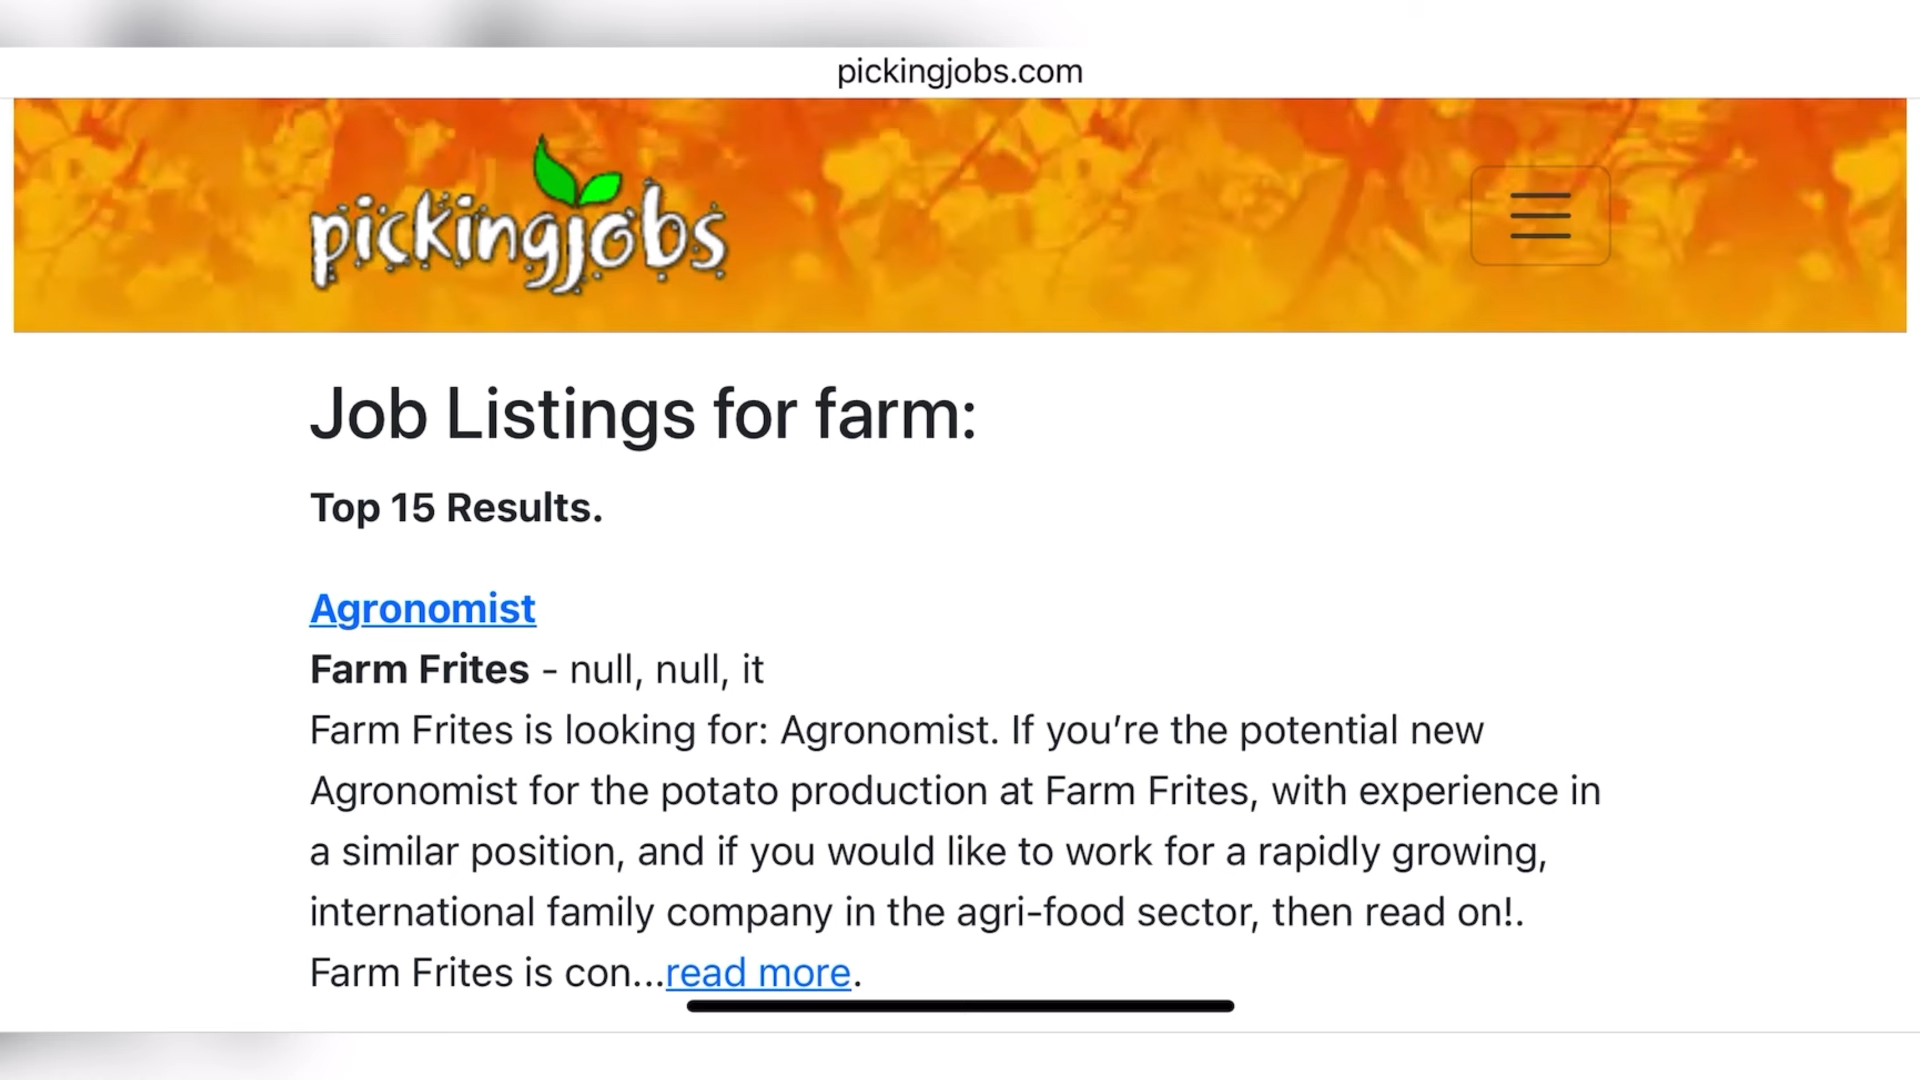 pickingjobs.com
pickingjobs
Job Listings for farm:
Top 15 Results.
Agronomist
Farm Frites - null, null, it
Farm Frites is looking for: Agronomist. If you’re the potential new
Agronomist for the potato production at Farm Frites, with experience in
a similar position, and if you would like to work for a rapidly growing,
international family company in the agri-food sector, then read on!.
Farm Frites is con...read more.